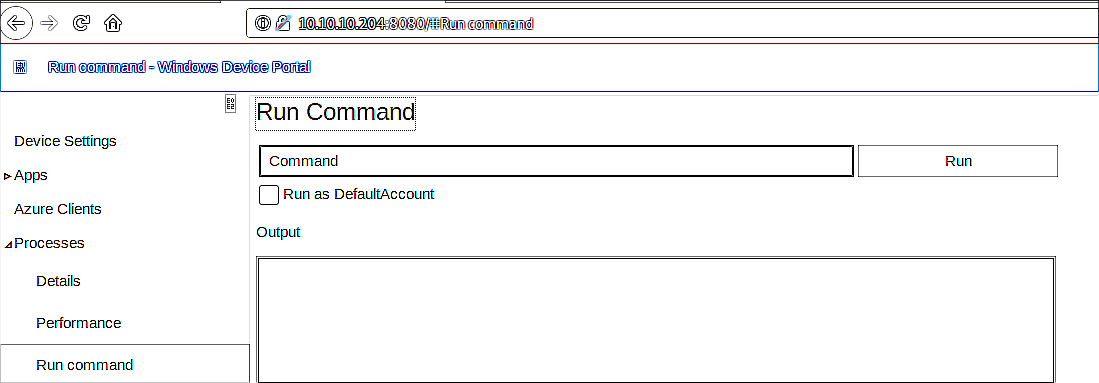 10.10.10.204:8080/#Run command
Run command - Windows Device Portal
Run Command
Device Settings
Command
Run
Apps
Run as DefaultAccount
Azure Clients
Output
Processes
Details
Performance
Run command